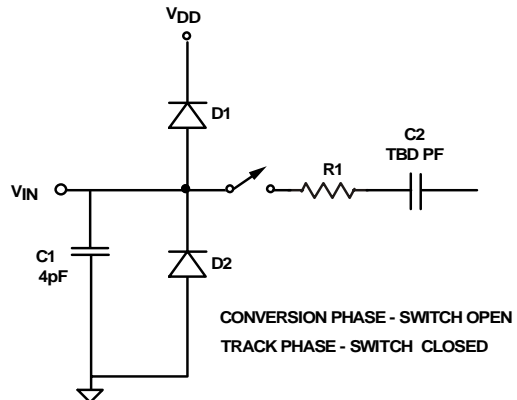 VDD
D1
C2
TBD PF
R1
VIN
C1
4pF
D2
CONVERSION PHASE - SWITCH OPEN
TRACK PHASE - SWITCH CLOSED